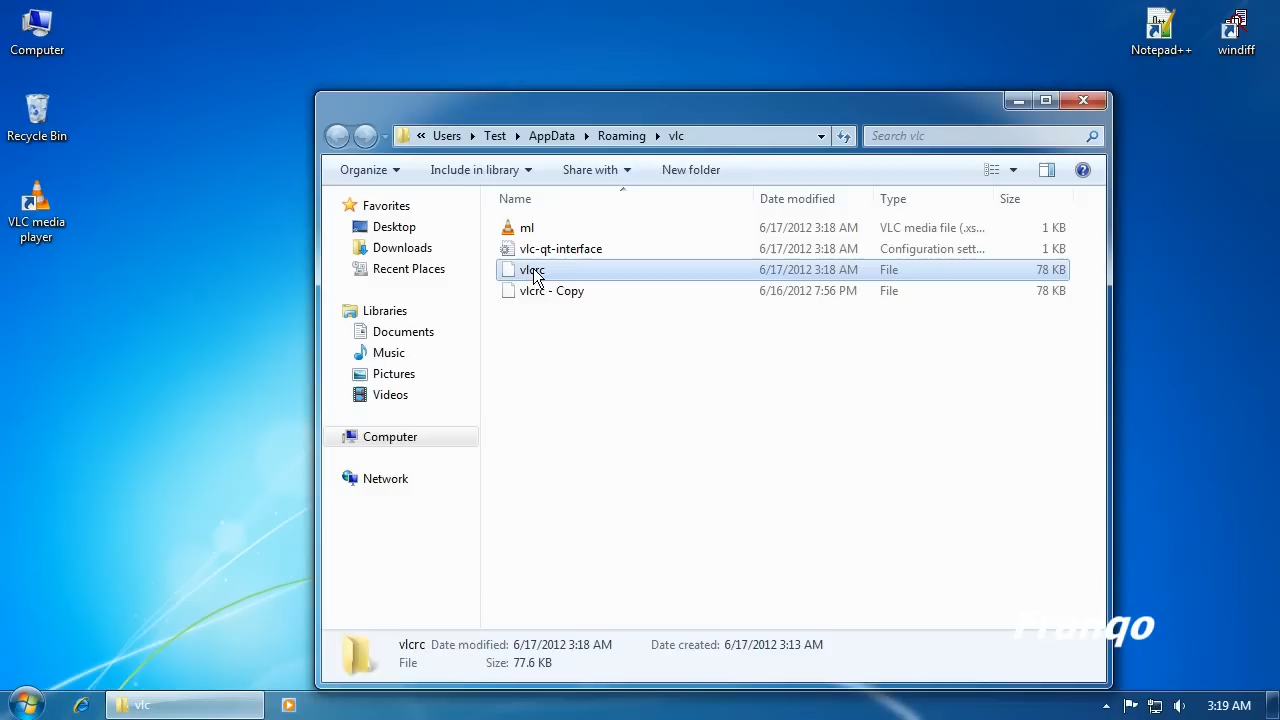 Computer
Recycle Bin
VLC media
player
Notepad++
windiff
« Users Test AppData Roaming vlc
Search vlc
Organize Include in library Share with New folder
Favorites
Desktop
Downloads
Recent Places
Libraries
Documents
Music
Pictures
Videos
Computer
Network
Name Date modified Type Size
ml 6/17/2012 3:18 AM VLC media file (.xs... 1 KB
vlc-qt-interface 6/17/2012 3:18 AM Configuration sett... 1 KB
vlcrc 6/17/2012 3:18 AM File 78 KB
vlcrc - Copy 6/16/2012 7:56 PM File 78 KB
vlcrc Date modified: 6/17/2012 3:18 AM Date created: 6/17/2012 3:13 AM
File Size: 77.6 KB
vlc
3:19 AM